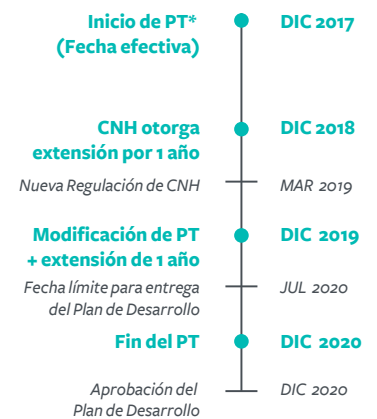 Inicio de PT*
(Fecha efectiva)
DIC 2017
CNH otorga
extensión por 1 año
DIC 2018
Nueva Regulación de CNH
MAR 2019
Modificación de PT
+ extensión de 1 año
DIC 2019
Fecha límite para entrega
del Plan de Desarrollo
JUL 2020
Fin del PT
DIC 2020
Aprobación del
Plan de Desarrollo
DIC 2020